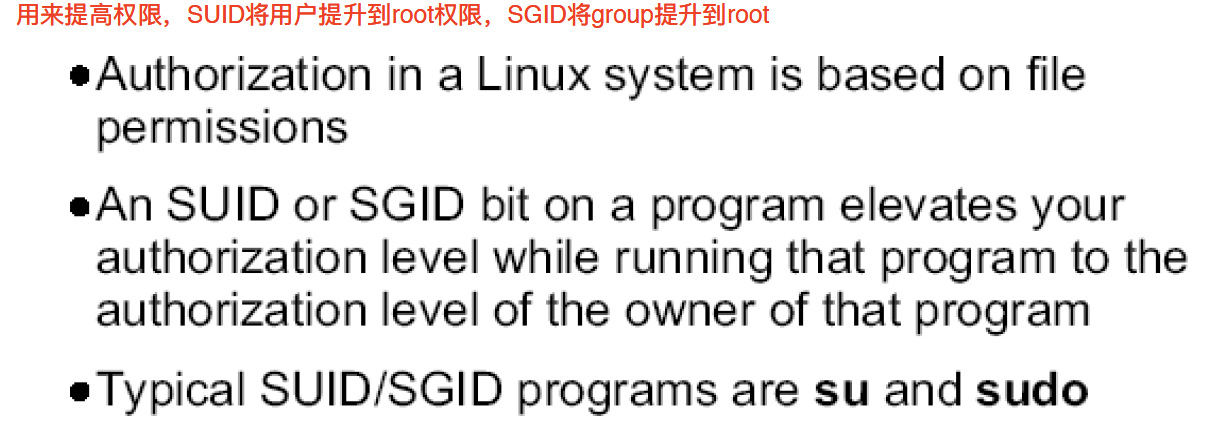 用来提高权限，SUID将用户提升到root权限，SGID将group提升到root
●Authorization in a Linux system is based on file
permissions
●An SUID or SGID bit on a program elevates your
authorization level while running that program to the
authorization level of the owner of that program
●Typical SUID/SGID programs are su and sudo